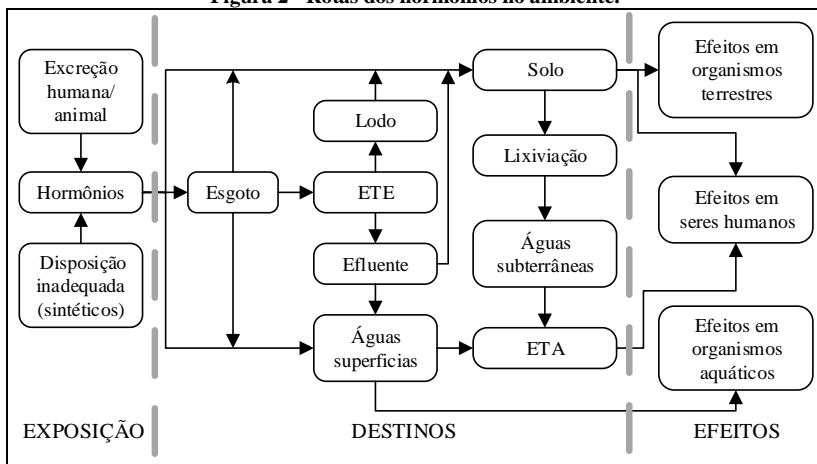 Figura 2 - Rotas dos hormônios no ambiente.
Excreção
humana/
animal
Hormônios
Disposição
inadequada
(sintéticos)
Esgoto
Lodo
ETE
Efluente
Águas
superficias
Solo
Lixiviação
Águas
subterrâneas
ETA
Efeitos em
organismos
terrestres
Efeitos em
seres humanos
Efeitos em
organismos
aquáticos
EXPOSIÇÃO
DESTINOS
EFEITOS